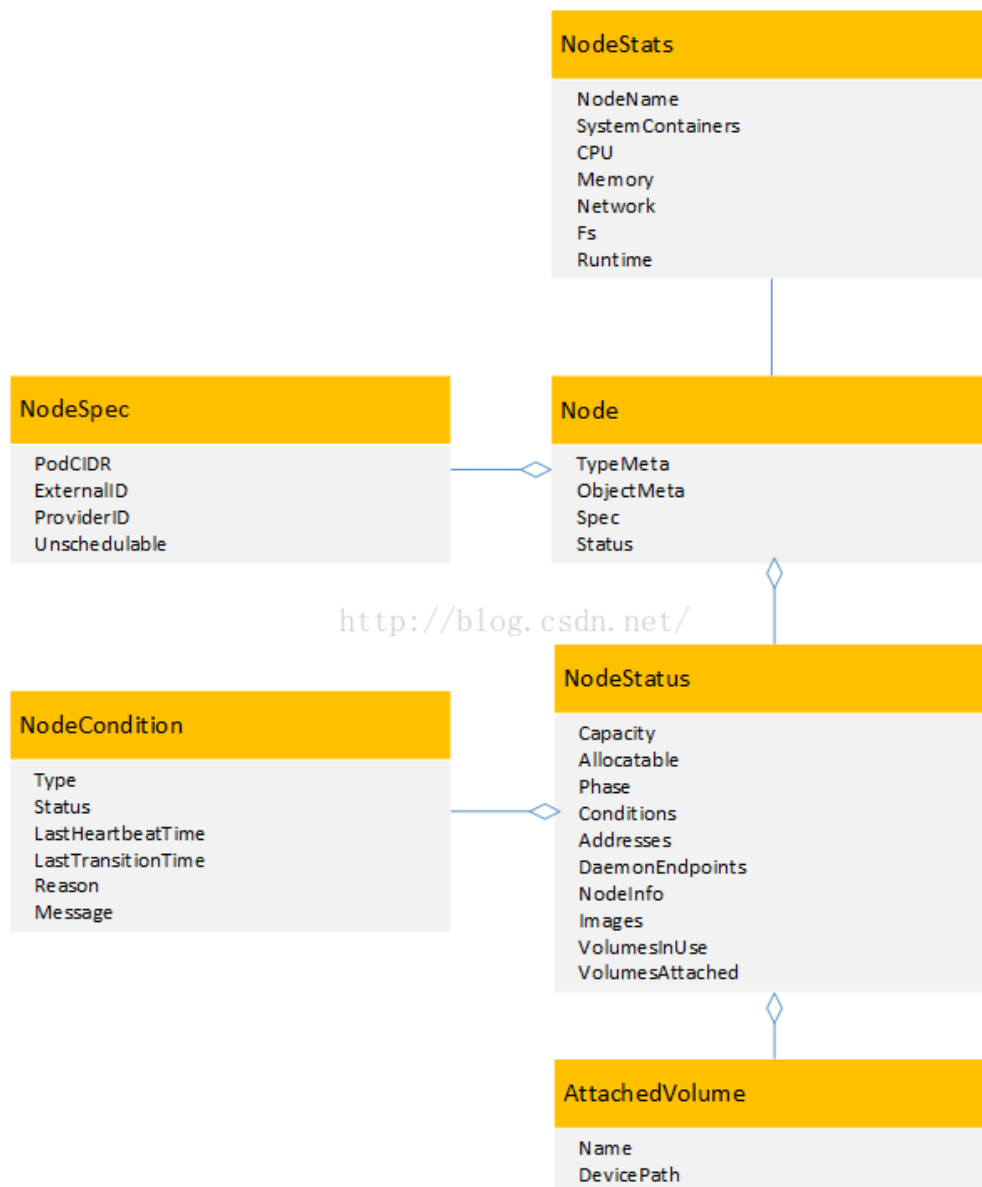 NodeStats
NodeName
SystemContainers
CPU
Memory
Network
Fs
Runtime
NodeSpec
PodCIDR
ExternalID
ProviderID
Unschedulable
Node
TypeMeta
ObjectMeta
Spec
Status
http://blog.csdn.net/
NodeCondition
Type
Status
LastHeartbeatTime
LastTransitionTime
Reason
Message
NodeStatus
Capacity
Allocatable
Phase
Conditions
Addresses
DaemonEndpoints
NodeInfo
Images
VolumesInUse
VolumesAttached
AttachedVolume
Name
DevicePath